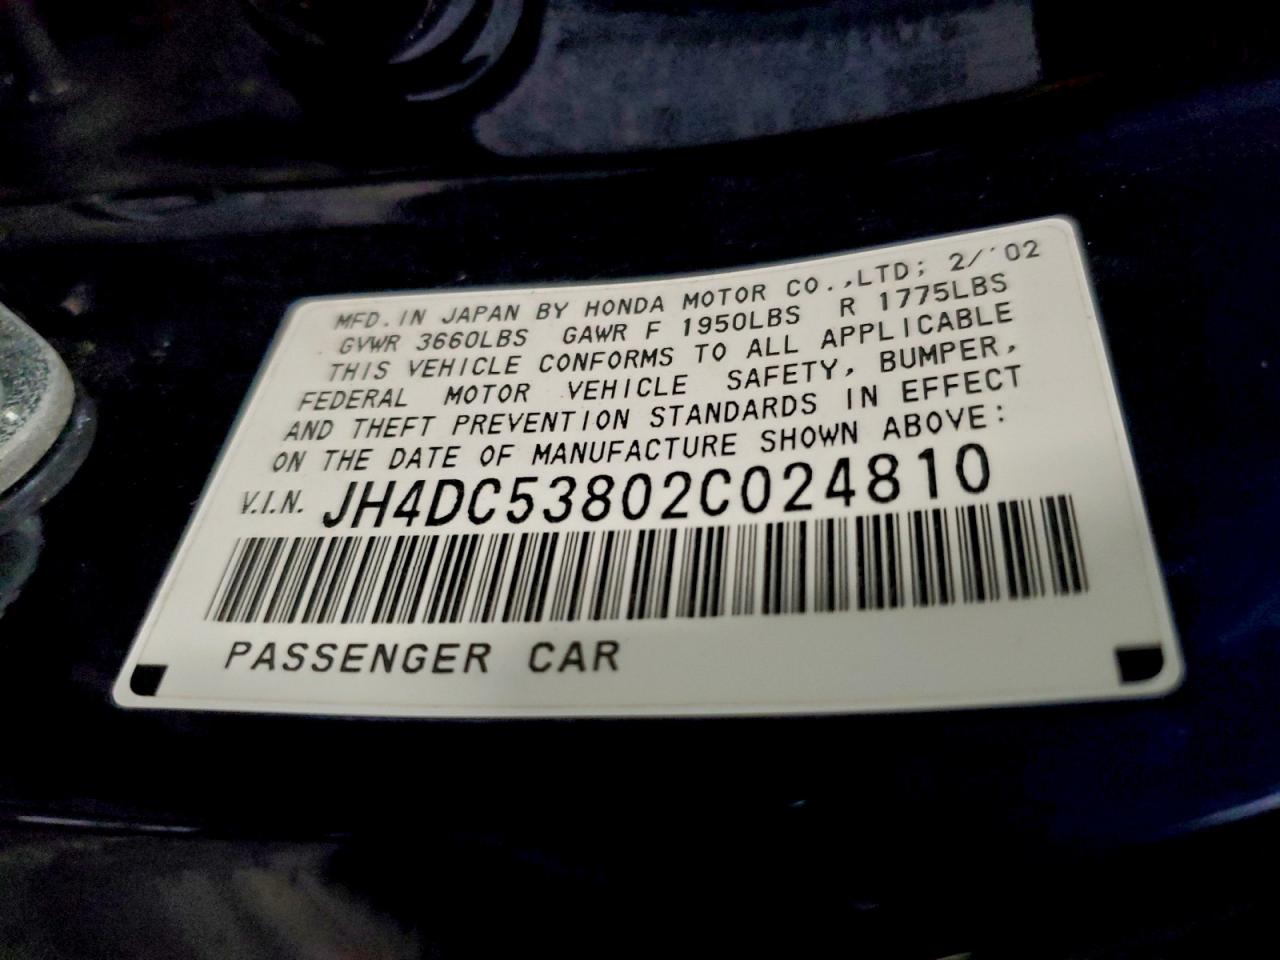 MFD. IN JAPAN BY HONDA MOTOR CO.,LTD; 2/'02
GVWR 3660LBS GAWR F 1950LBS R 1775LBS
THIS VEHICLE CONFORMS TO ALL APPLICABLE
FEDERAL MOTOR VEHICLE SAFETY, BUMPER,
AND THEFT PREVENTION STANDARDS IN EFFECT
ON THE DATE OF MANUFACTURE SHOWN ABOVE:
V.I.N. JH4DC53802C024810
PASSENGER CAR